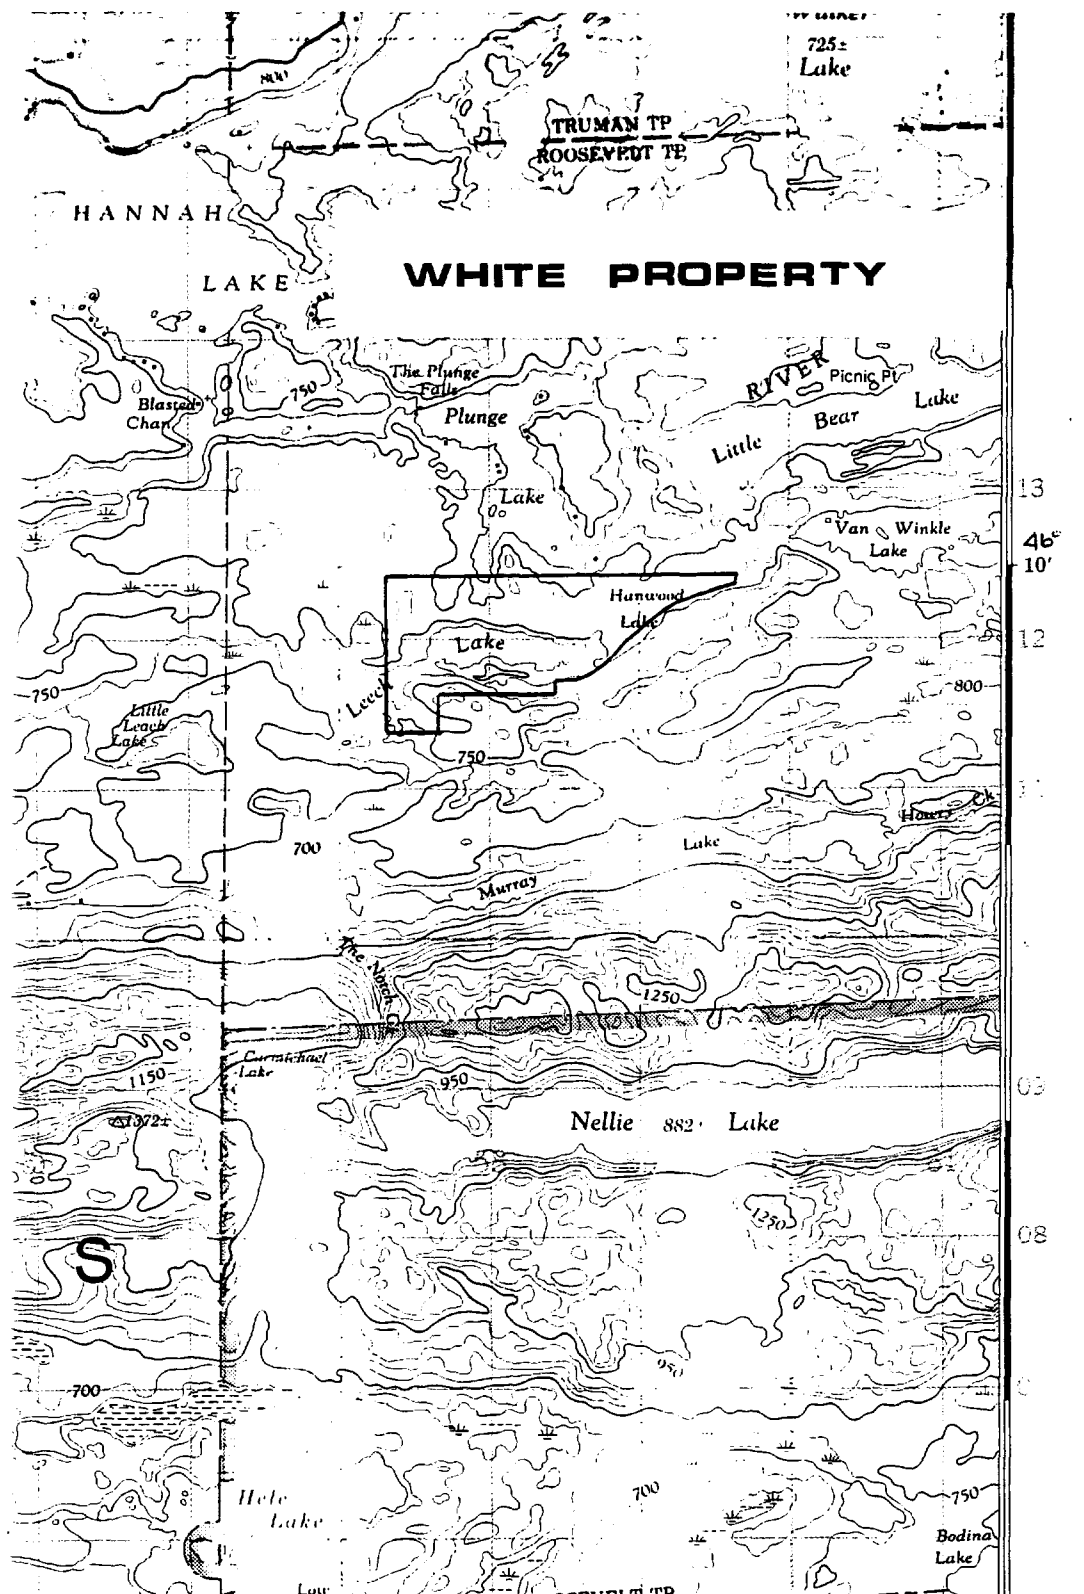 725±
Lake
800
TRUMAN TP
ROOSEVELT TP
HANNAH
LAKE
WHITE PROPERTY
The Plunge
Falls
750
RIVER
Picnic Pt
Blasted
Chan
Plunge
Little Bear Lake
13
Lake
Van Winkle
Lake
46°
10'
Lake
12
Lake
Leech
750
800
Little
Leach
Lake
750
11
700
Lake
Murray
The Notch
1250
Carmichael
Lake
1150
950
09
1372±
Nellie 882 Lake
1250
08
S
950
700
700
750
Lake
Bodina
Lake